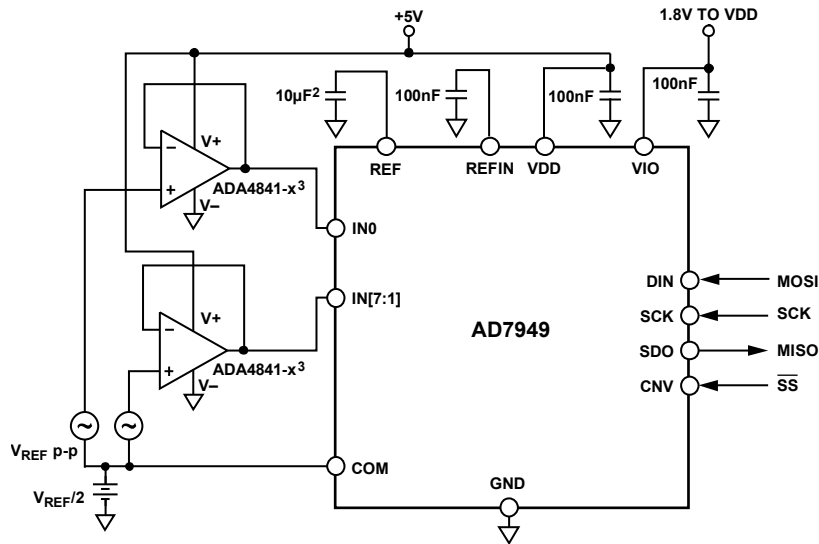 +5V
1.8V TO VDD
10µF²
100nF
100nF
100nF
V+
−
+
ADA4841-x³
V−
REF
REFIN
VDD
VIO
IN0
IN[7:1]
DIN
MOSI
SCK
SCK
AD7949
SDO
MISO
CNV
SS
V+
−
+
ADA4841-x³
V−
~
~
VREF p-p
COM
VREF/2
GND